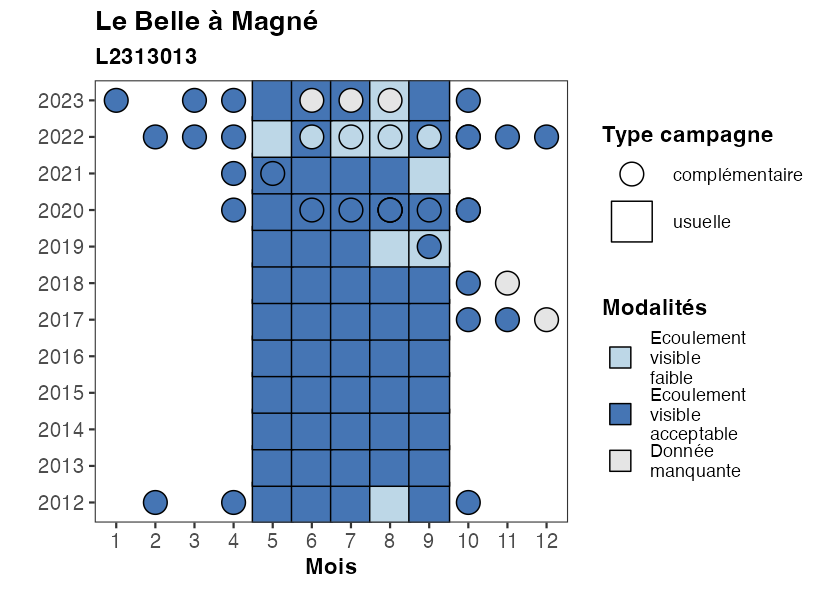 Le Belle à Magné
L2313013
2023
2022
2021
2020
2019
2018
2017
2016
2015
2014
2013
2012
1 2 3 4 5 6 7 8 9 10 11 12
Mois
Type campagne
complémentaire
usuelle
Modalités
Ecoulement
visible
faible
Ecoulement
visible
acceptable
Donnée
manquante